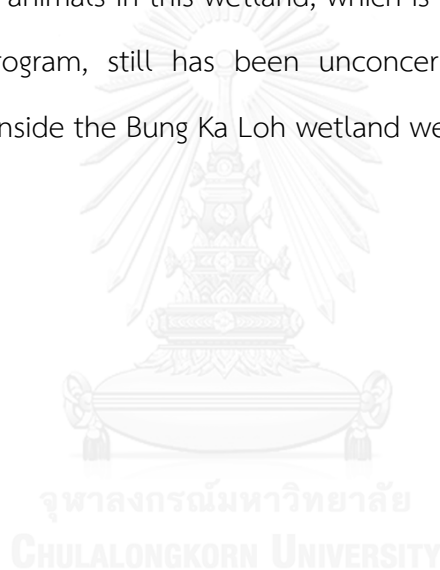 animals in this wetland, which is
rogram, still has been unconcer
nside the Bung Ka Loh wetland we
จุฬาลงกรณ์มหาวิทยาลัย
CHULALONGKORN UNIVERSITY